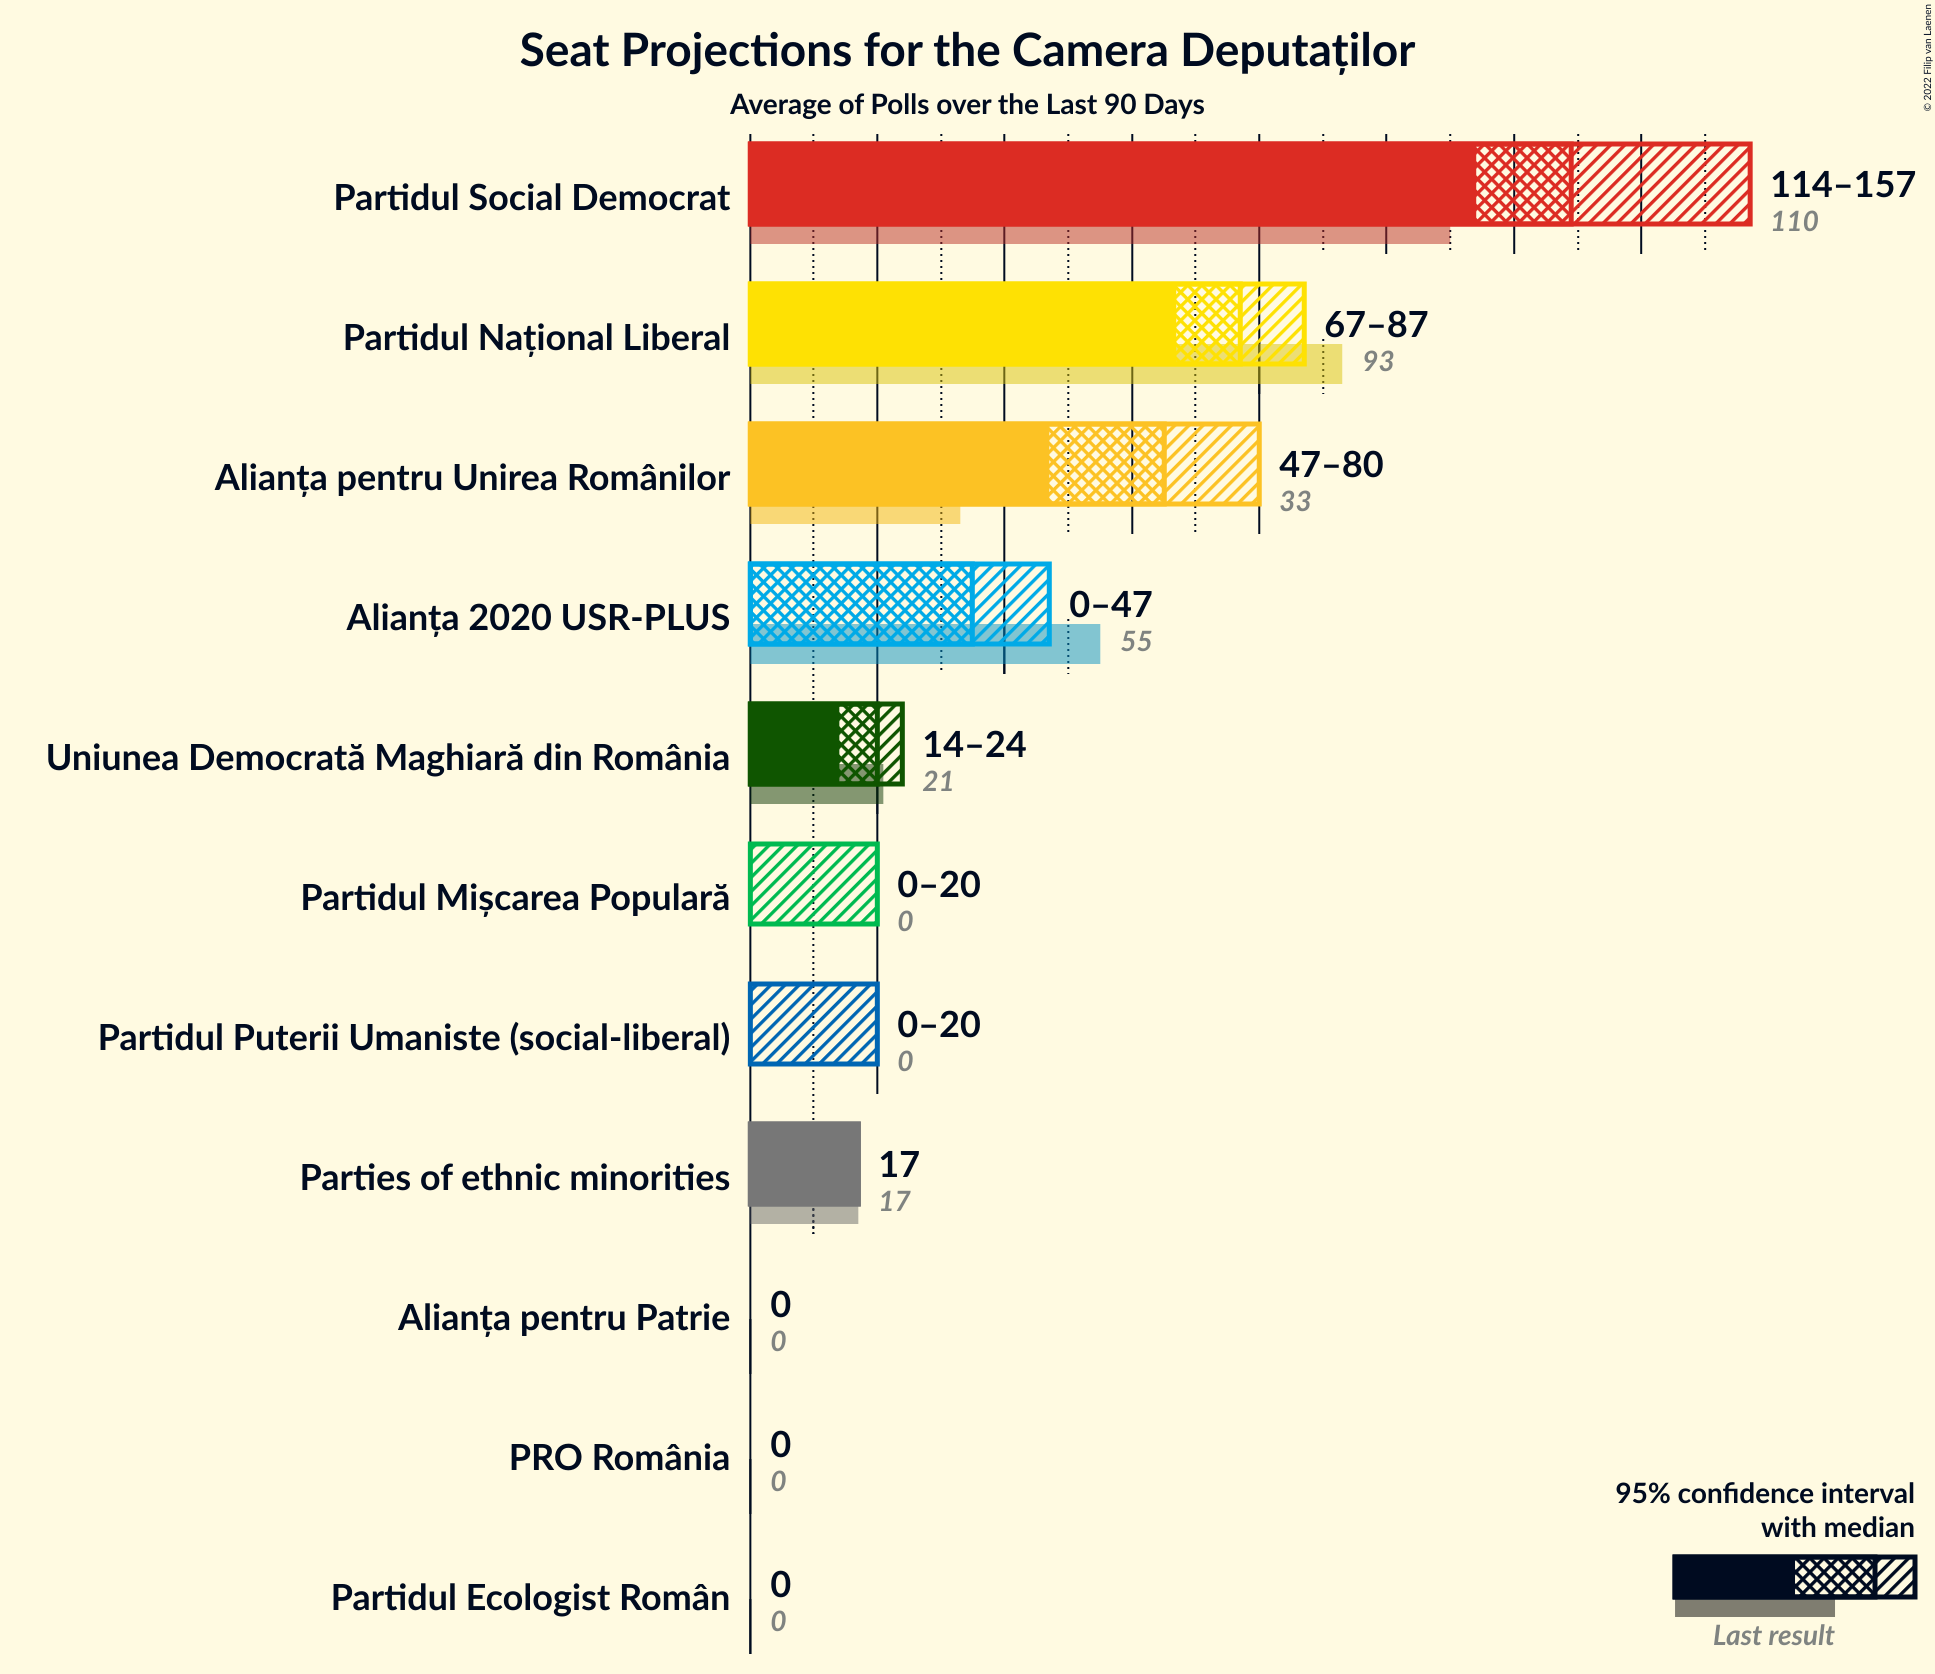 Seat Projections for the Camera Deputaților
Average of Polls over the Last 90 Days
© 2022 Filip van Laenen
Partidul Social Democrat
114–157
110
Partidul Național Liberal
67–87
93
Alianța pentru Unirea Românilor
47–80
33
Alianța 2020 USR-PLUS
0–47
55
Uniunea Democrată Maghiară din România
14–24
21
Partidul Mișcarea Populară
0–20
0
Partidul Puterii Umaniste (social-liberal)
0–20
0
Parties of ethnic minorities
17
17
Alianța pentru Patrie
0
0
PRO România
0
0
Partidul Ecologist Român
0
0
95% confidence interval
with median
Last result